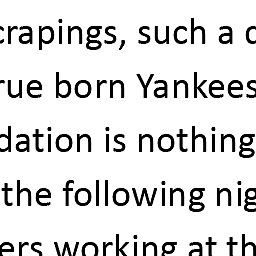 crapings, such a
rue born Yankees
dation is nothing
the following nig
ers working at th